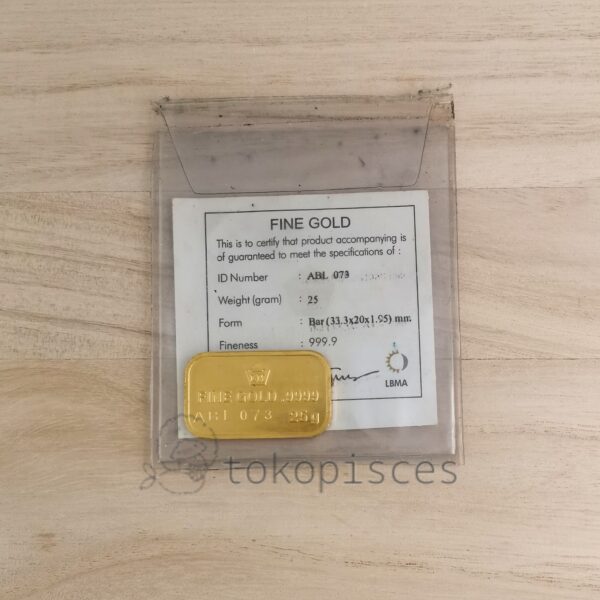 FINE GOLD
This is to certify that product accompanying is
of guaranteed to meet the specifications of :
ID Number : ABL 073
Weight (gram) : 25
Form : Bar (33.3x20x1.95) mm
Fineness : 999.9
LBMA
FINE GOLD .9999
ABL 073 25g
tokopisces